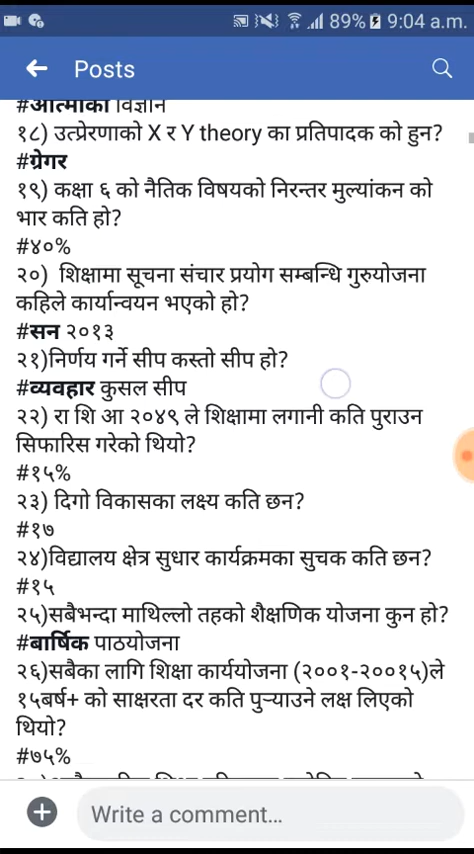 89% 9:04 a.m.
Posts
#आत्माको विज्ञान
१८) उत्प्रेरणाको X र Y theory का प्रतिपादक को हुन?
#ग्रेगर
१९) कक्षा ६ को नैतिक विषयको निरन्तर मुल्यांकन को
भार कति हो?
#४०%
२०) शिक्षामा सूचना संचार प्रयोग सम्बन्धि गुरुयोजना
कहिले कार्यान्वयन भएको हो?
#सन २०१३
२१)निर्णय गर्ने सीप कस्तो सीप हो?
#व्यवहार कुसल सीप
२२) रा शि आ २०४९ ले शिक्षामा लगानी कति पुराउन
सिफारिस गरेको थियो?
#१५%
२३) दिगो विकासका लक्ष्य कति छन?
#१७
२४)विद्यालय क्षेत्र सुधार कार्यक्रमका सुचक कति छन?
#१५
२५)सबैभन्दा माथिल्लो तहको शैक्षणिक योजना कुन हो?
#बार्षिक पाठयोजना
२६)सबैका लागि शिक्षा कार्ययोजना (२००१-२००१५)ले
१५बर्ष+ को साक्षरता दर कति पुऱ्याउने लक्ष लिएको
थियो?
#७५%
Write a comment...